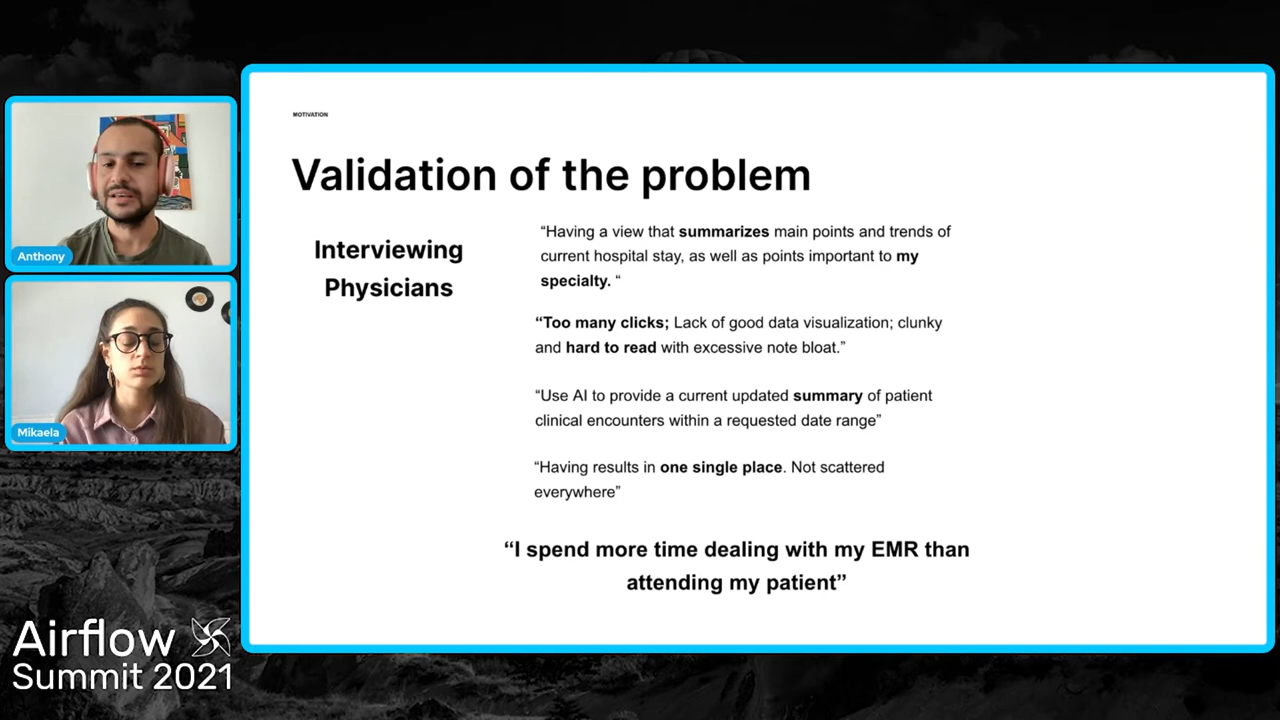 MOTIVATION
Validation of the problem
Interviewing
Physicians
“Having a view that summarizes main points and trends of
current hospital stay, as well as points important to my
specialty. “
“Too many clicks; Lack of good data visualization; clunky
and hard to read with excessive note bloat.”
“Use AI to provide a current updated summary of patient
clinical encounters within a requested date range”
“Having results in one single place. Not scattered
everywhere”
“I spend more time dealing with my EMR than
attending my patient”
Anthony
Mikaela
Airflow
Summit 2021